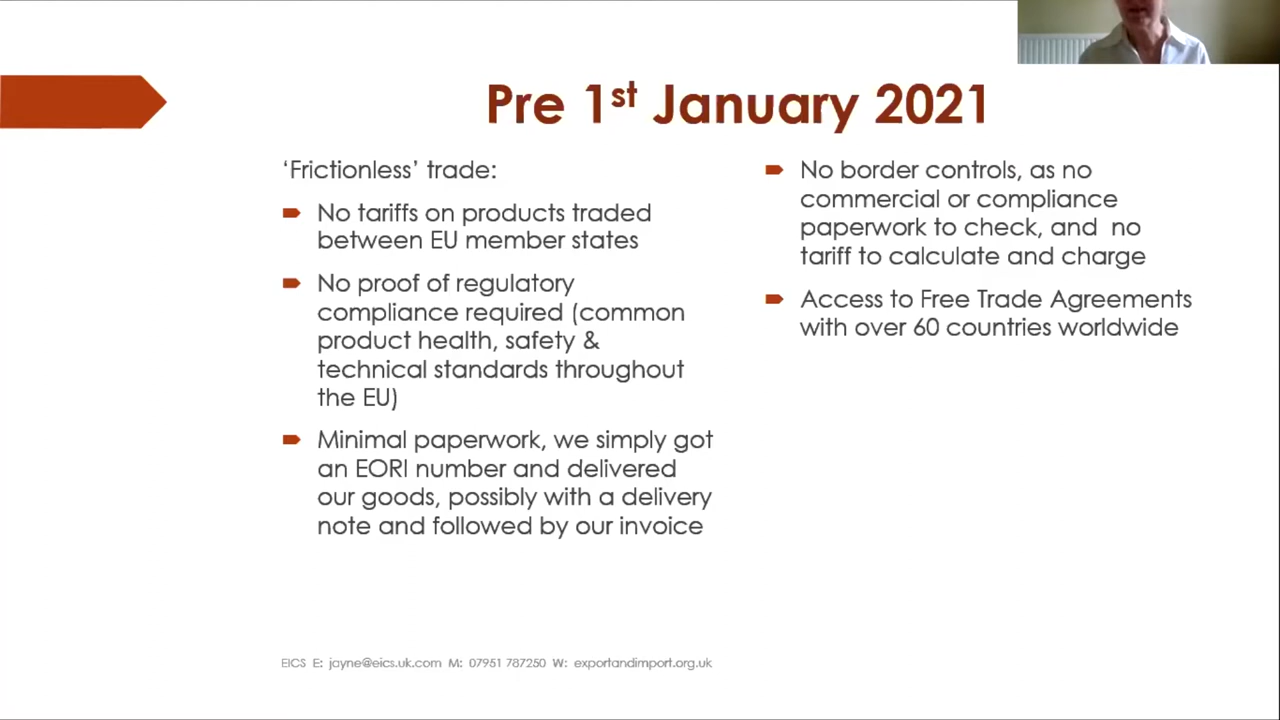 Pre 1st January 2021
‘Frictionless’ trade:
No tariffs on products traded
between EU member states
No proof of regulatory
compliance required (common
product health, safety &
technical standards throughout
the EU)
Minimal paperwork, we simply got
an EORI number and delivered
our goods, possibly with a delivery
note and followed by our invoice
No border controls, as no
commercial or compliance
paperwork to check, and no
tariff to calculate and charge
Access to Free Trade Agreements
with over 60 countries worldwide
EICS E: jayne@eics.uk.com M: 07951 787250 W: exportandimport.org.uk